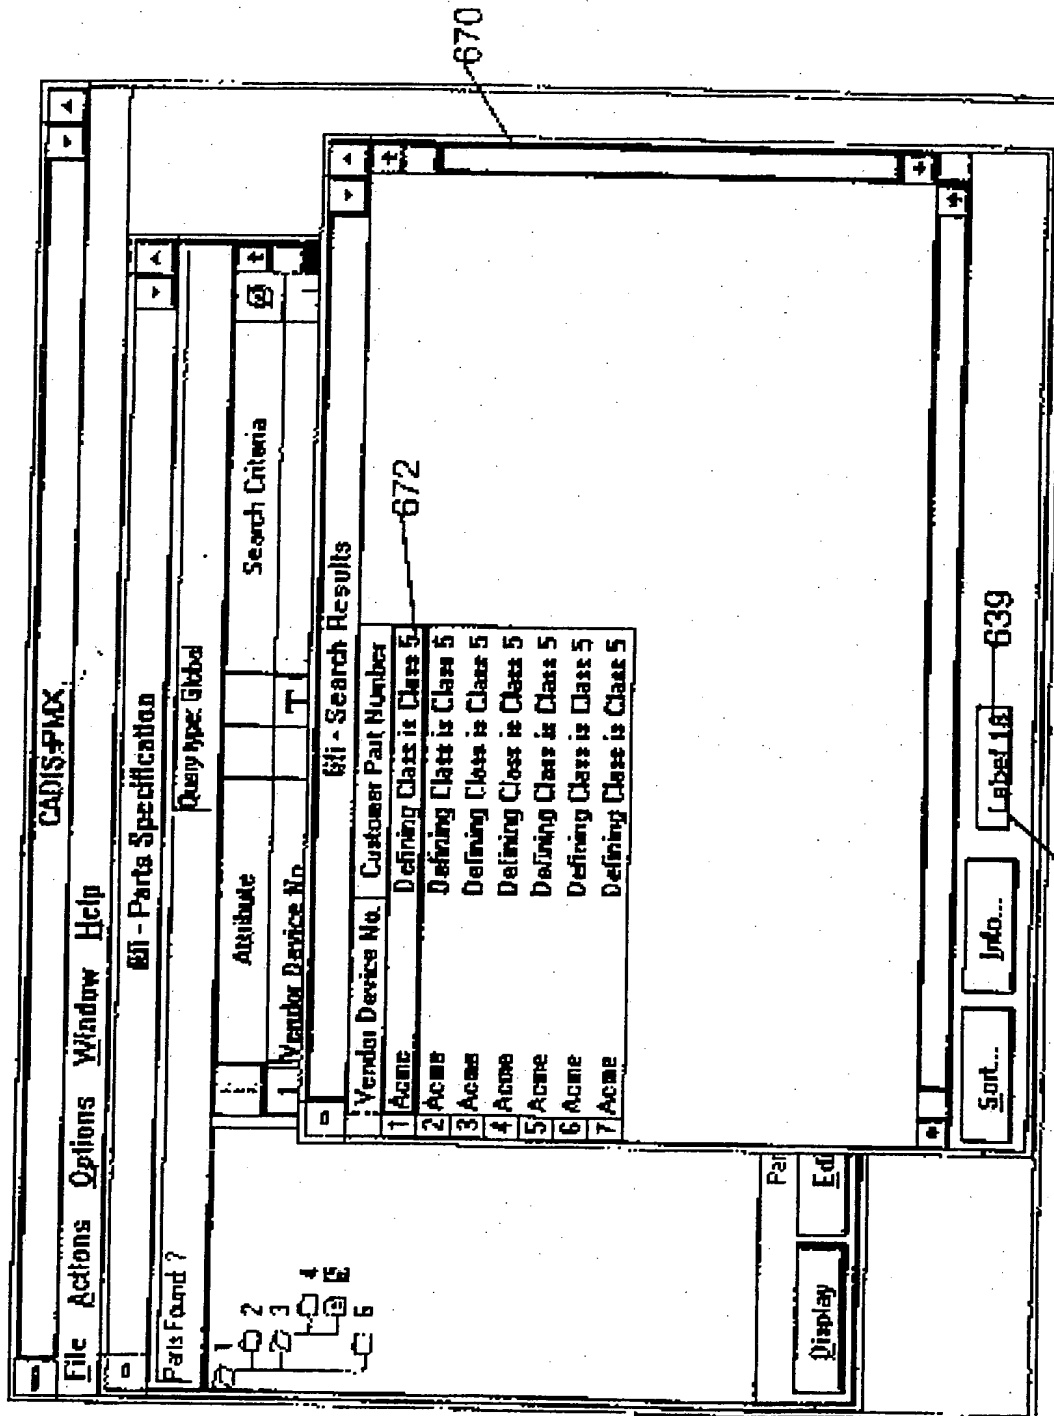 CADIS-PMX
File Actions Options Window Help
Parts Specification
Parts Found 7
Query type: Global
Attribute Search Criteria
1 Vendor Device No T
1
2
3
4
5
6
Search Results
Vendor Device No. Customer Part Number
1 Acme Defining Class is Class 5
2 Acme Defining Class is Class 5
3 Acme Defining Class is Class 5
4 Acme Defining Class is Class 5
5 Acme Defining Class is Class 5
6 Acme Defining Class is Class 5
7 Acme Defining Class is Class 5
672
670
Par
Display Edi
Sort... Info... Label 18
639